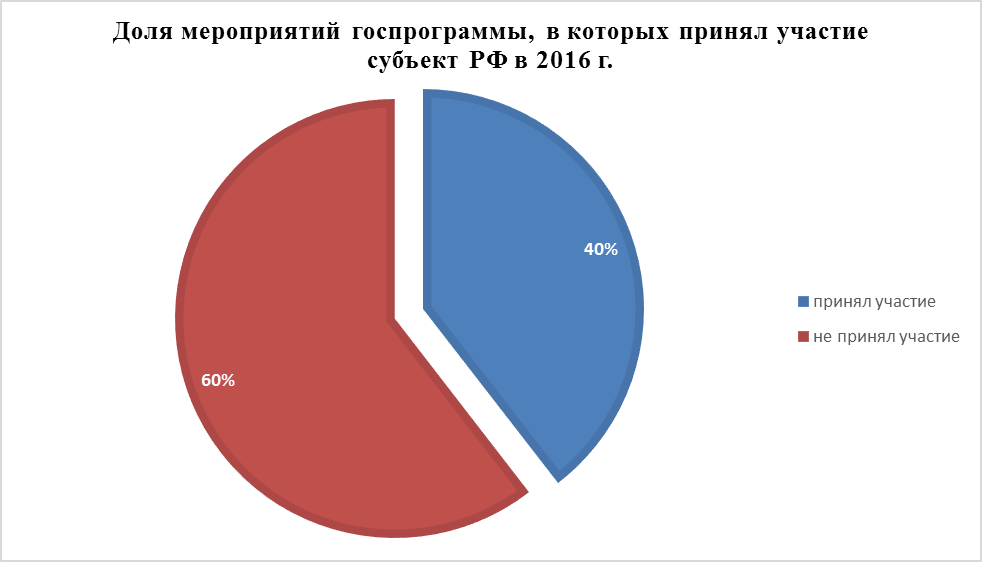 Доля мероприятий госпрограммы, в которых принял участие
субъект РФ в 2016 г.
40%
60%
принял участие
не принял участие